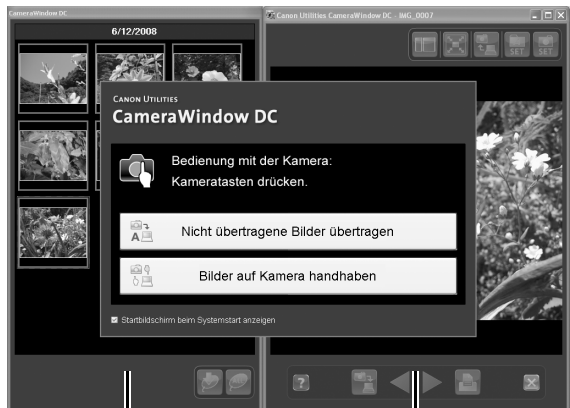 CameraWindow DC
Canon Utilities CameraWindow DC - IMG_0007
6/12/2008
SET SET
CANON UTILITIES
CameraWindow DC
Bedienung mit der Kamera:
Kameratasten drücken.
A
Nicht übertragene Bilder übertragen
Bilder auf Kamera handhaben
Startbildschirm beim Systemstart anzeigen
?